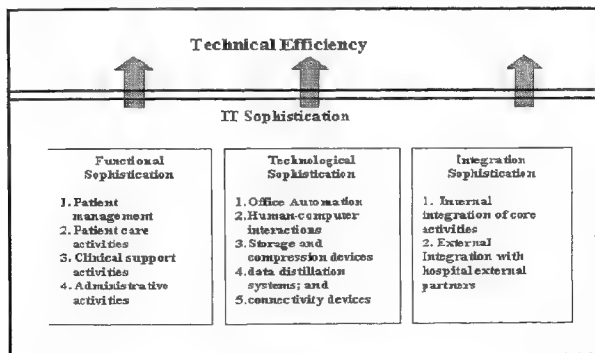 Technical Efficiency
IT Sophistication
Functional
Sophistication
1. Patient
management
2. Patient care
activities
3. Clinical support
activities
4. Administrative
activities
Technological
Sophistication
1. Office Automation
2. Human-computer
interactions
3. Storage and
compression devices
4. data distillation
systems; and
5. connectivity devices
Integration
Sophistication
1. Internal
integration of core
activities
2. External
Integration with
hospital external
partners